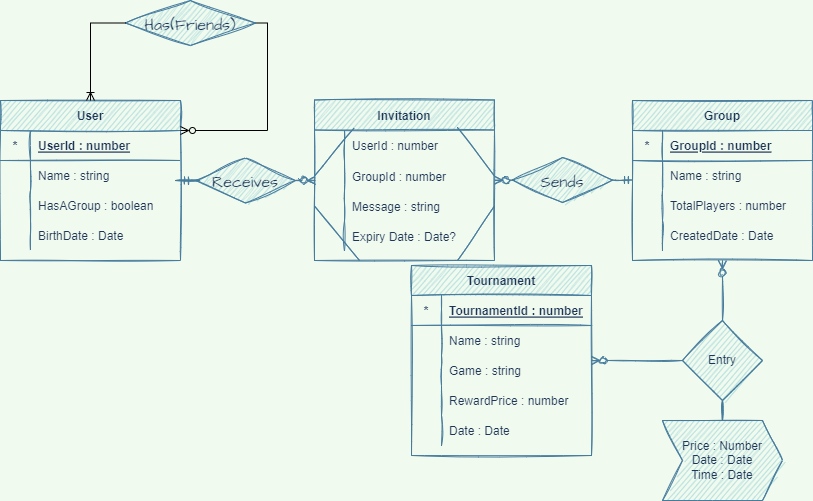 Has(Friends)
User
* UserId : number
Name : string
HasAGroup : boolean
BirthDate : Date
Receives
Invitation
UserId : number
GroupId : number
Message : string
Expiry Date : Date?
Sends
Group
* GroupId : number
Name : string
TotalPlayers : number
CreatedDate : Date
Tournament
* TournamentId : number
Name : string
Game : string
RewardPrice : number
Date : Date
Entry
Price : Number
Date : Date
Time : Date